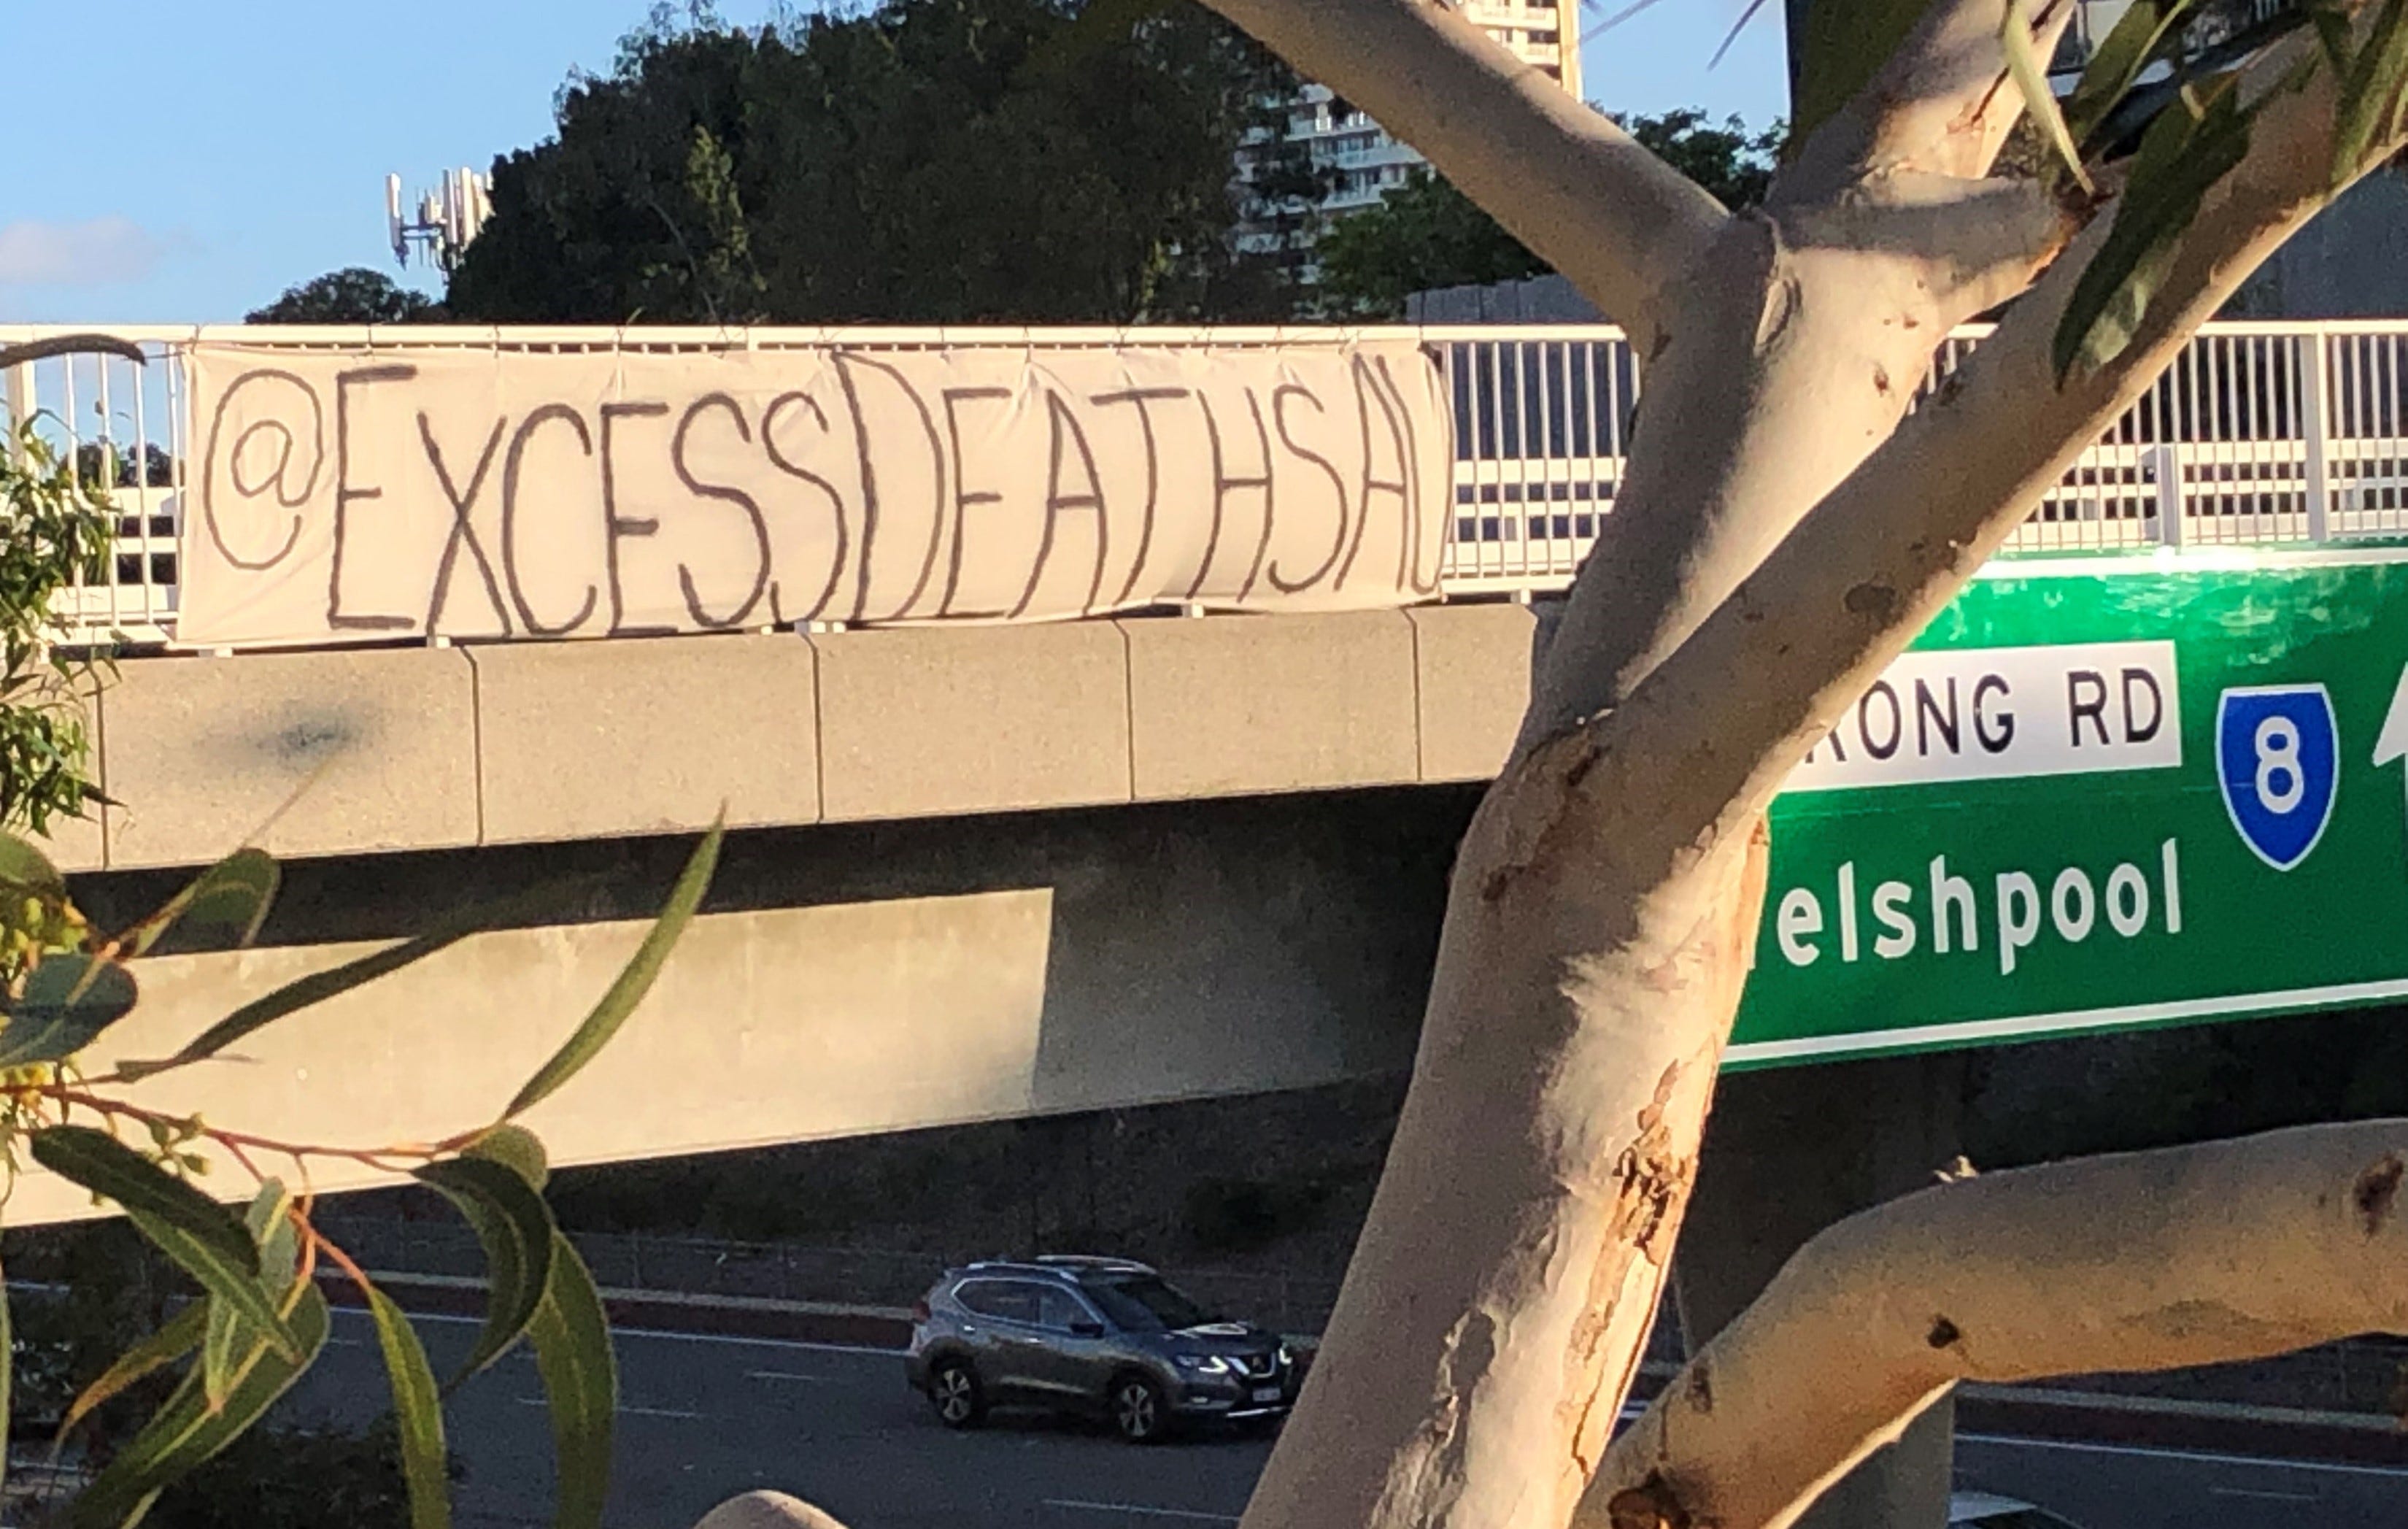 @EXCESSDEATHSAU
RONG RD
8
elshpool